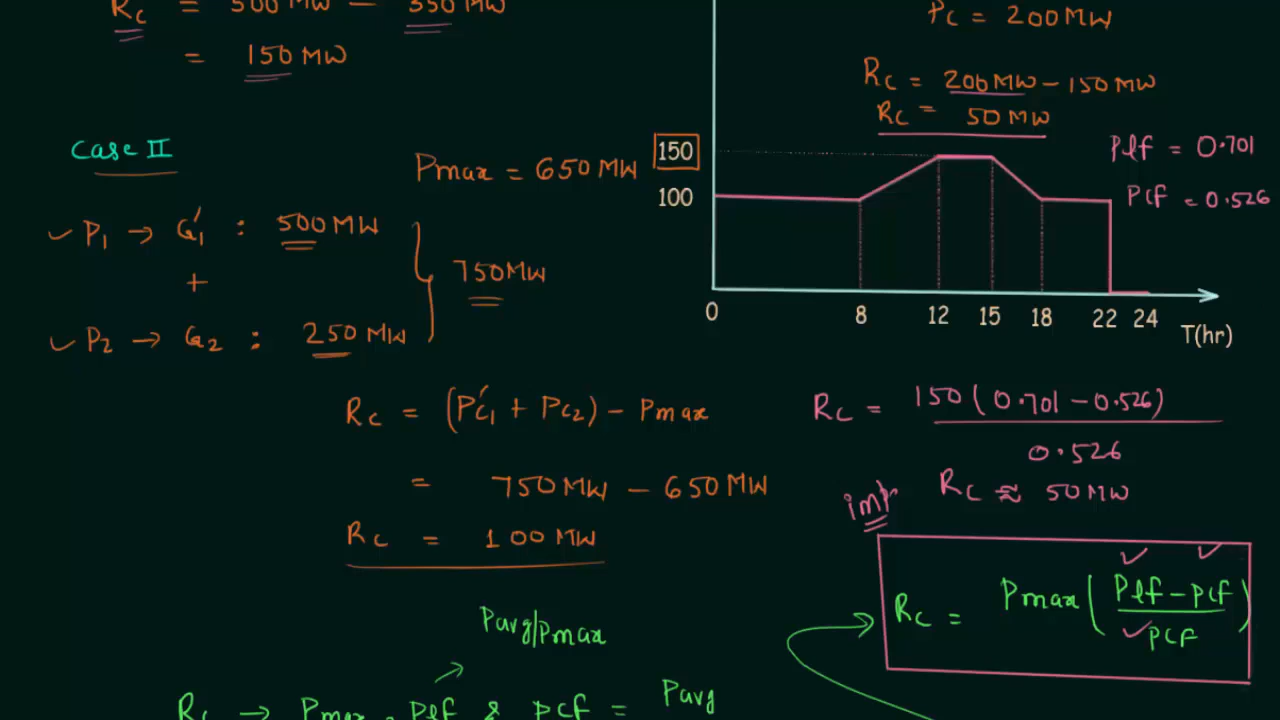 Rc = 500 MW - 350 MW
= 150 MW
Case II
Pmax = 650 MW
P1 → G1' : 500 MW
+
750 MW
P2 → G2 : 250 MW
Rc = (P'c1 + Pc2) - Pmax
= 750 MW - 650 MW
Rc = 100 MW
Pavg/Pmax
Rc → Pmax, Plf & pcf = Pavg
Pc = 200 MW
Rc = 200 MW - 150 MW
Rc = 50 MW
150
100
Plf = 0.701
PCF = 0.526
0 8 12 15 18 22 24
T(hr)
Rc = 150 (0.701 - 0.526)
0.526
Rc ≈ 50 MW
imp
Rc = Pmax ( Plf - pcf )
pcf